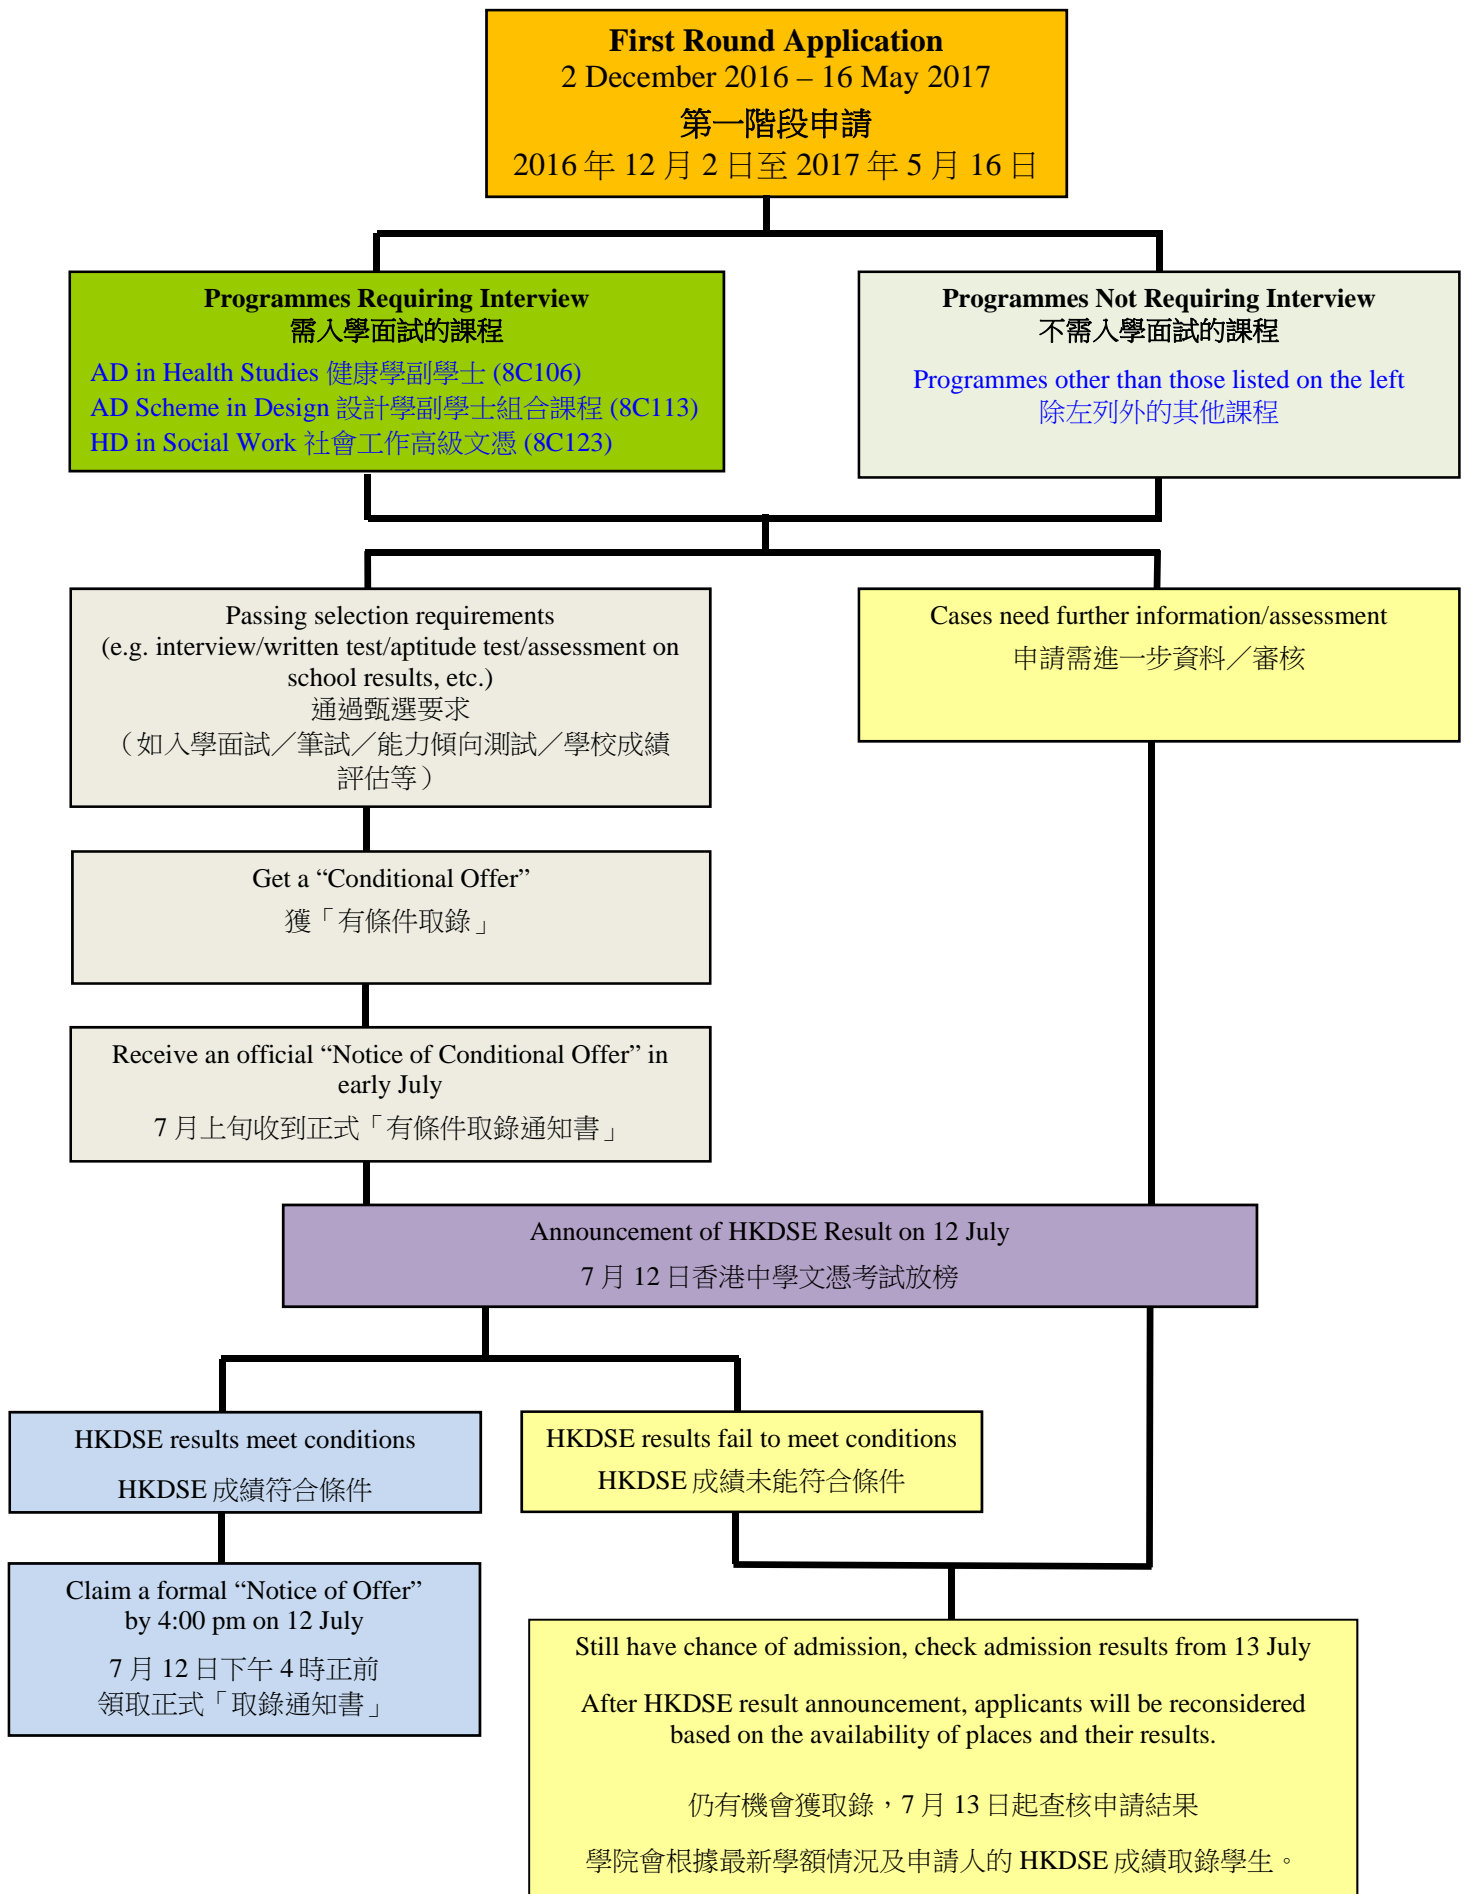 First Round Application
2 December 2016 – 16 May 2017
第一階段申請
2016 年 12 月 2 日至 2017 年 5 月 16 日
Programmes Requiring Interview
需入學面試的課程
AD in Health Studies 健康學副學士 (8C106)
AD Scheme in Design 設計學副學士組合課程 (8C113)
HD in Social Work 社會工作高級文憑 (8C123)
Programmes Not Requiring Interview
不需入學面試的課程
Programmes other than those listed on the left
除左列外的其他課程
Passing selection requirements
(e.g. interview/written test/aptitude test/assessment on
school results, etc.)
通過甄選要求
（如入學面試／筆試／能力傾向測試／學校成績
評估等）
Cases need further information/assessment
申請需進一步資料／審核
Get a “Conditional Offer”
獲「有條件取錄」
Receive an official “Notice of Conditional Offer” in
early July
7 月上旬收到正式「有條件取錄通知書」
Announcement of HKDSE Result on 12 July
7 月 12 日香港中學文憑考試放榜
HKDSE results meet conditions
HKDSE 成績符合條件
HKDSE results fail to meet conditions
HKDSE 成績未能符合條件
Claim a formal “Notice of Offer”
by 4:00 pm on 12 July
7 月 12 日下午 4 時正前
領取正式「取錄通知書」
Still have chance of admission, check admission results from 13 July
After HKDSE result announcement, applicants will be reconsidered
based on the availability of places and their results.
仍有機會獲取錄，7 月 13 日起查核申請結果
學院會根據最新學額情況及申請人的 HKDSE 成績取錄學生。